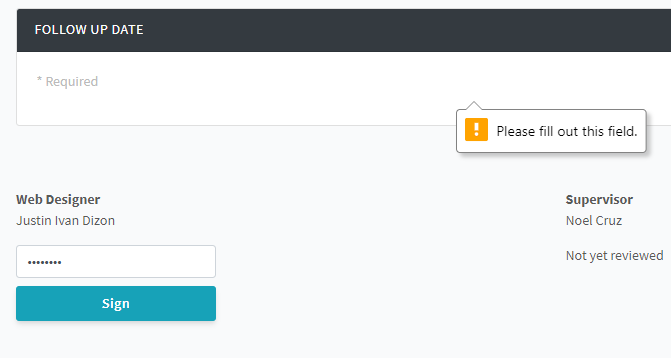 FOLLOW UP DATE
* Required
! Please fill out this field.
Web Designer
Justin Ivan Dizon
Supervisor
Noel Cruz
••••••••
Not yet reviewed
Sign